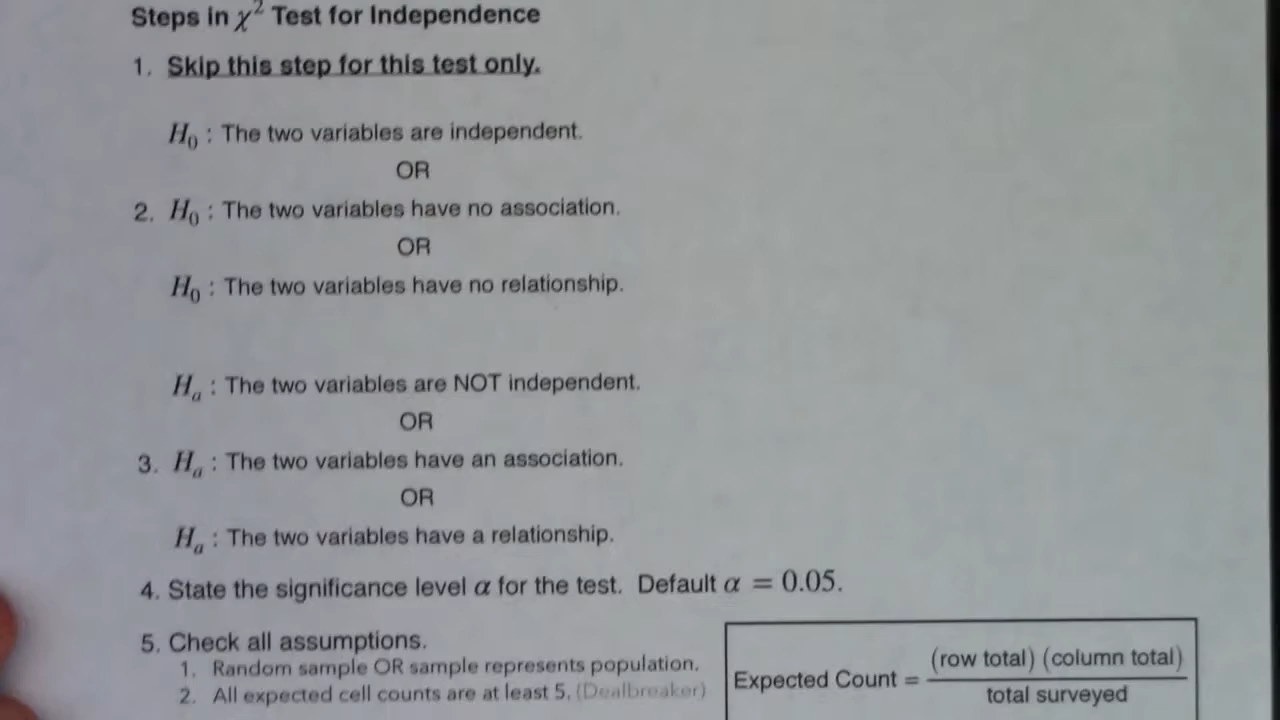 Steps in χ² Test for Independence
1. Skip this step for this test only.
H₀ : The two variables are independent.
OR
2. H₀ : The two variables have no association.
OR
H₀ : The two variables have no relationship.
Hₐ : The two variables are NOT independent.
OR
3. Hₐ : The two variables have an association.
OR
Hₐ : The two variables have a relationship.
4. State the significance level α for the test. Default α = 0.05.
5. Check all assumptions.
1. Random sample OR sample represents population.
2. All expected cell counts are at least 5. (Dealbreaker)
Expected Count = (row total) (column total)
total surveyed